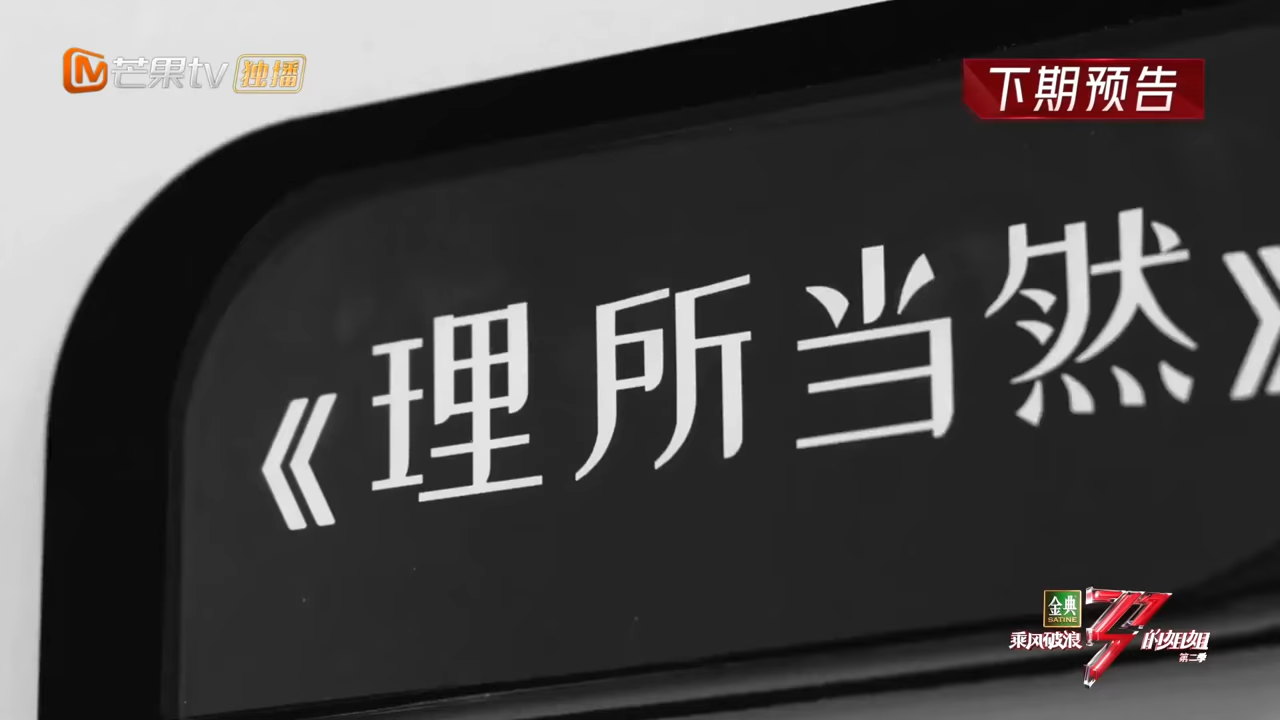 芒果tv 独播
下期预告
《理所当然》
金典
SATINE
乘风破浪的姐姐
第二季